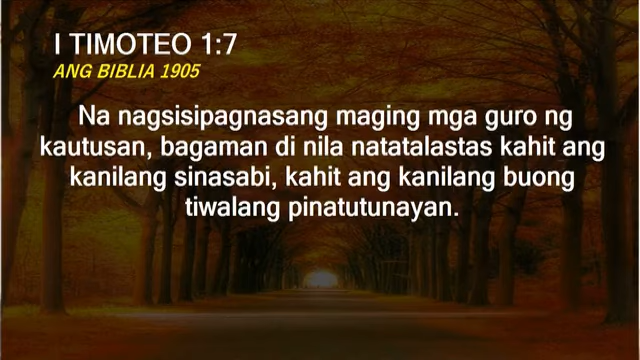 I TIMOTEO 1:7
ANG BIBLIA 1905
Na nagsisipagnasang maging mga guro ng
kautusan, bagaman di nila natatalastas kahit ang
kanilang sinasabi, kahit ang kanilang buong
tiwalang pinatutunayan.